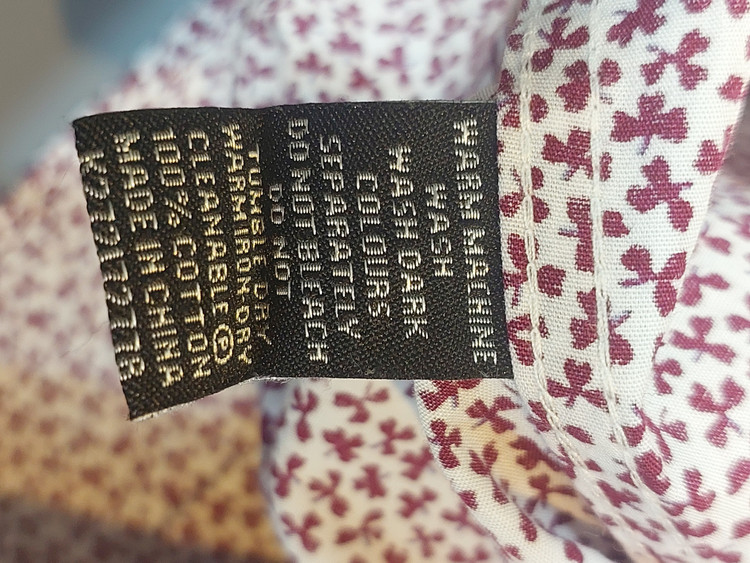 WARM MACHINE
WASH
WASH DARK
COLOURS
SEPARATELY
DO NOT BLEACH
DO NOT
TUMBLE DRY
WARM IRON DRY
CLEANABLE Ⓟ
100% COTTON
MADE IN CHINA